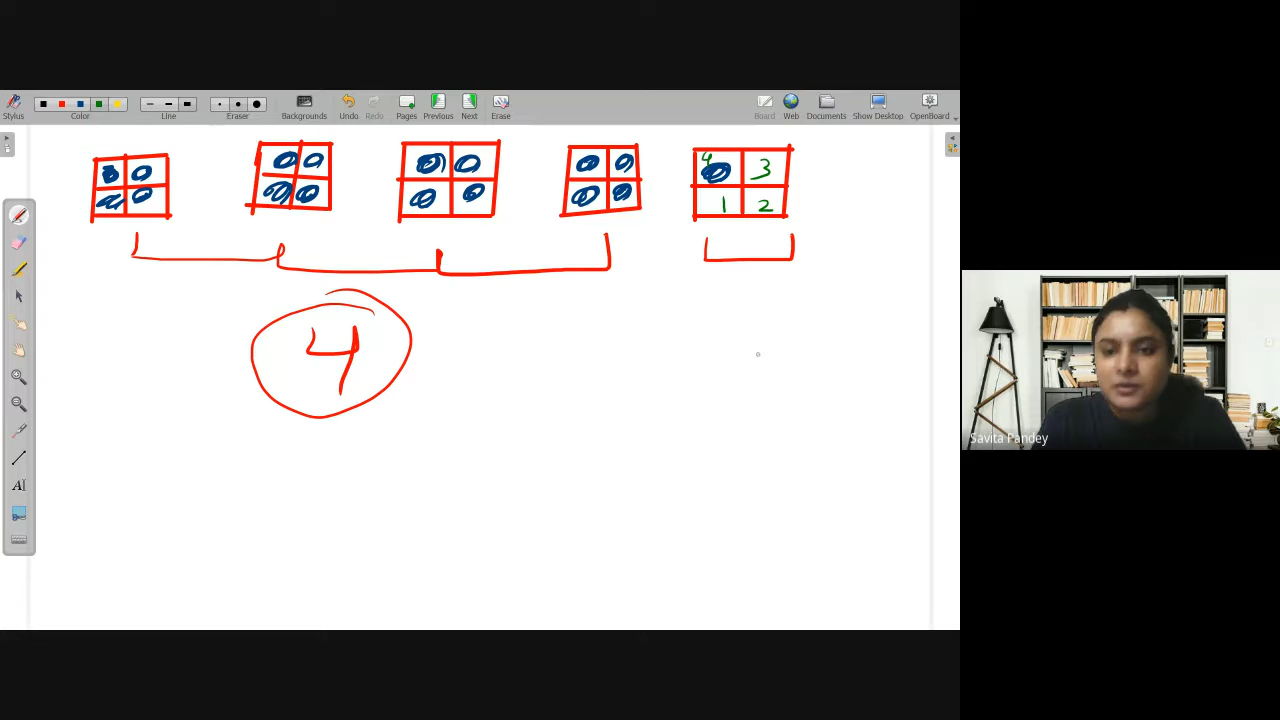 Stylus Color Line Eraser Backgrounds Undo Redo Pages Previous Next Erase Board Web Documents Show Desktop OpenBoard
4 3
1 2
4
AI
Savita Pandey